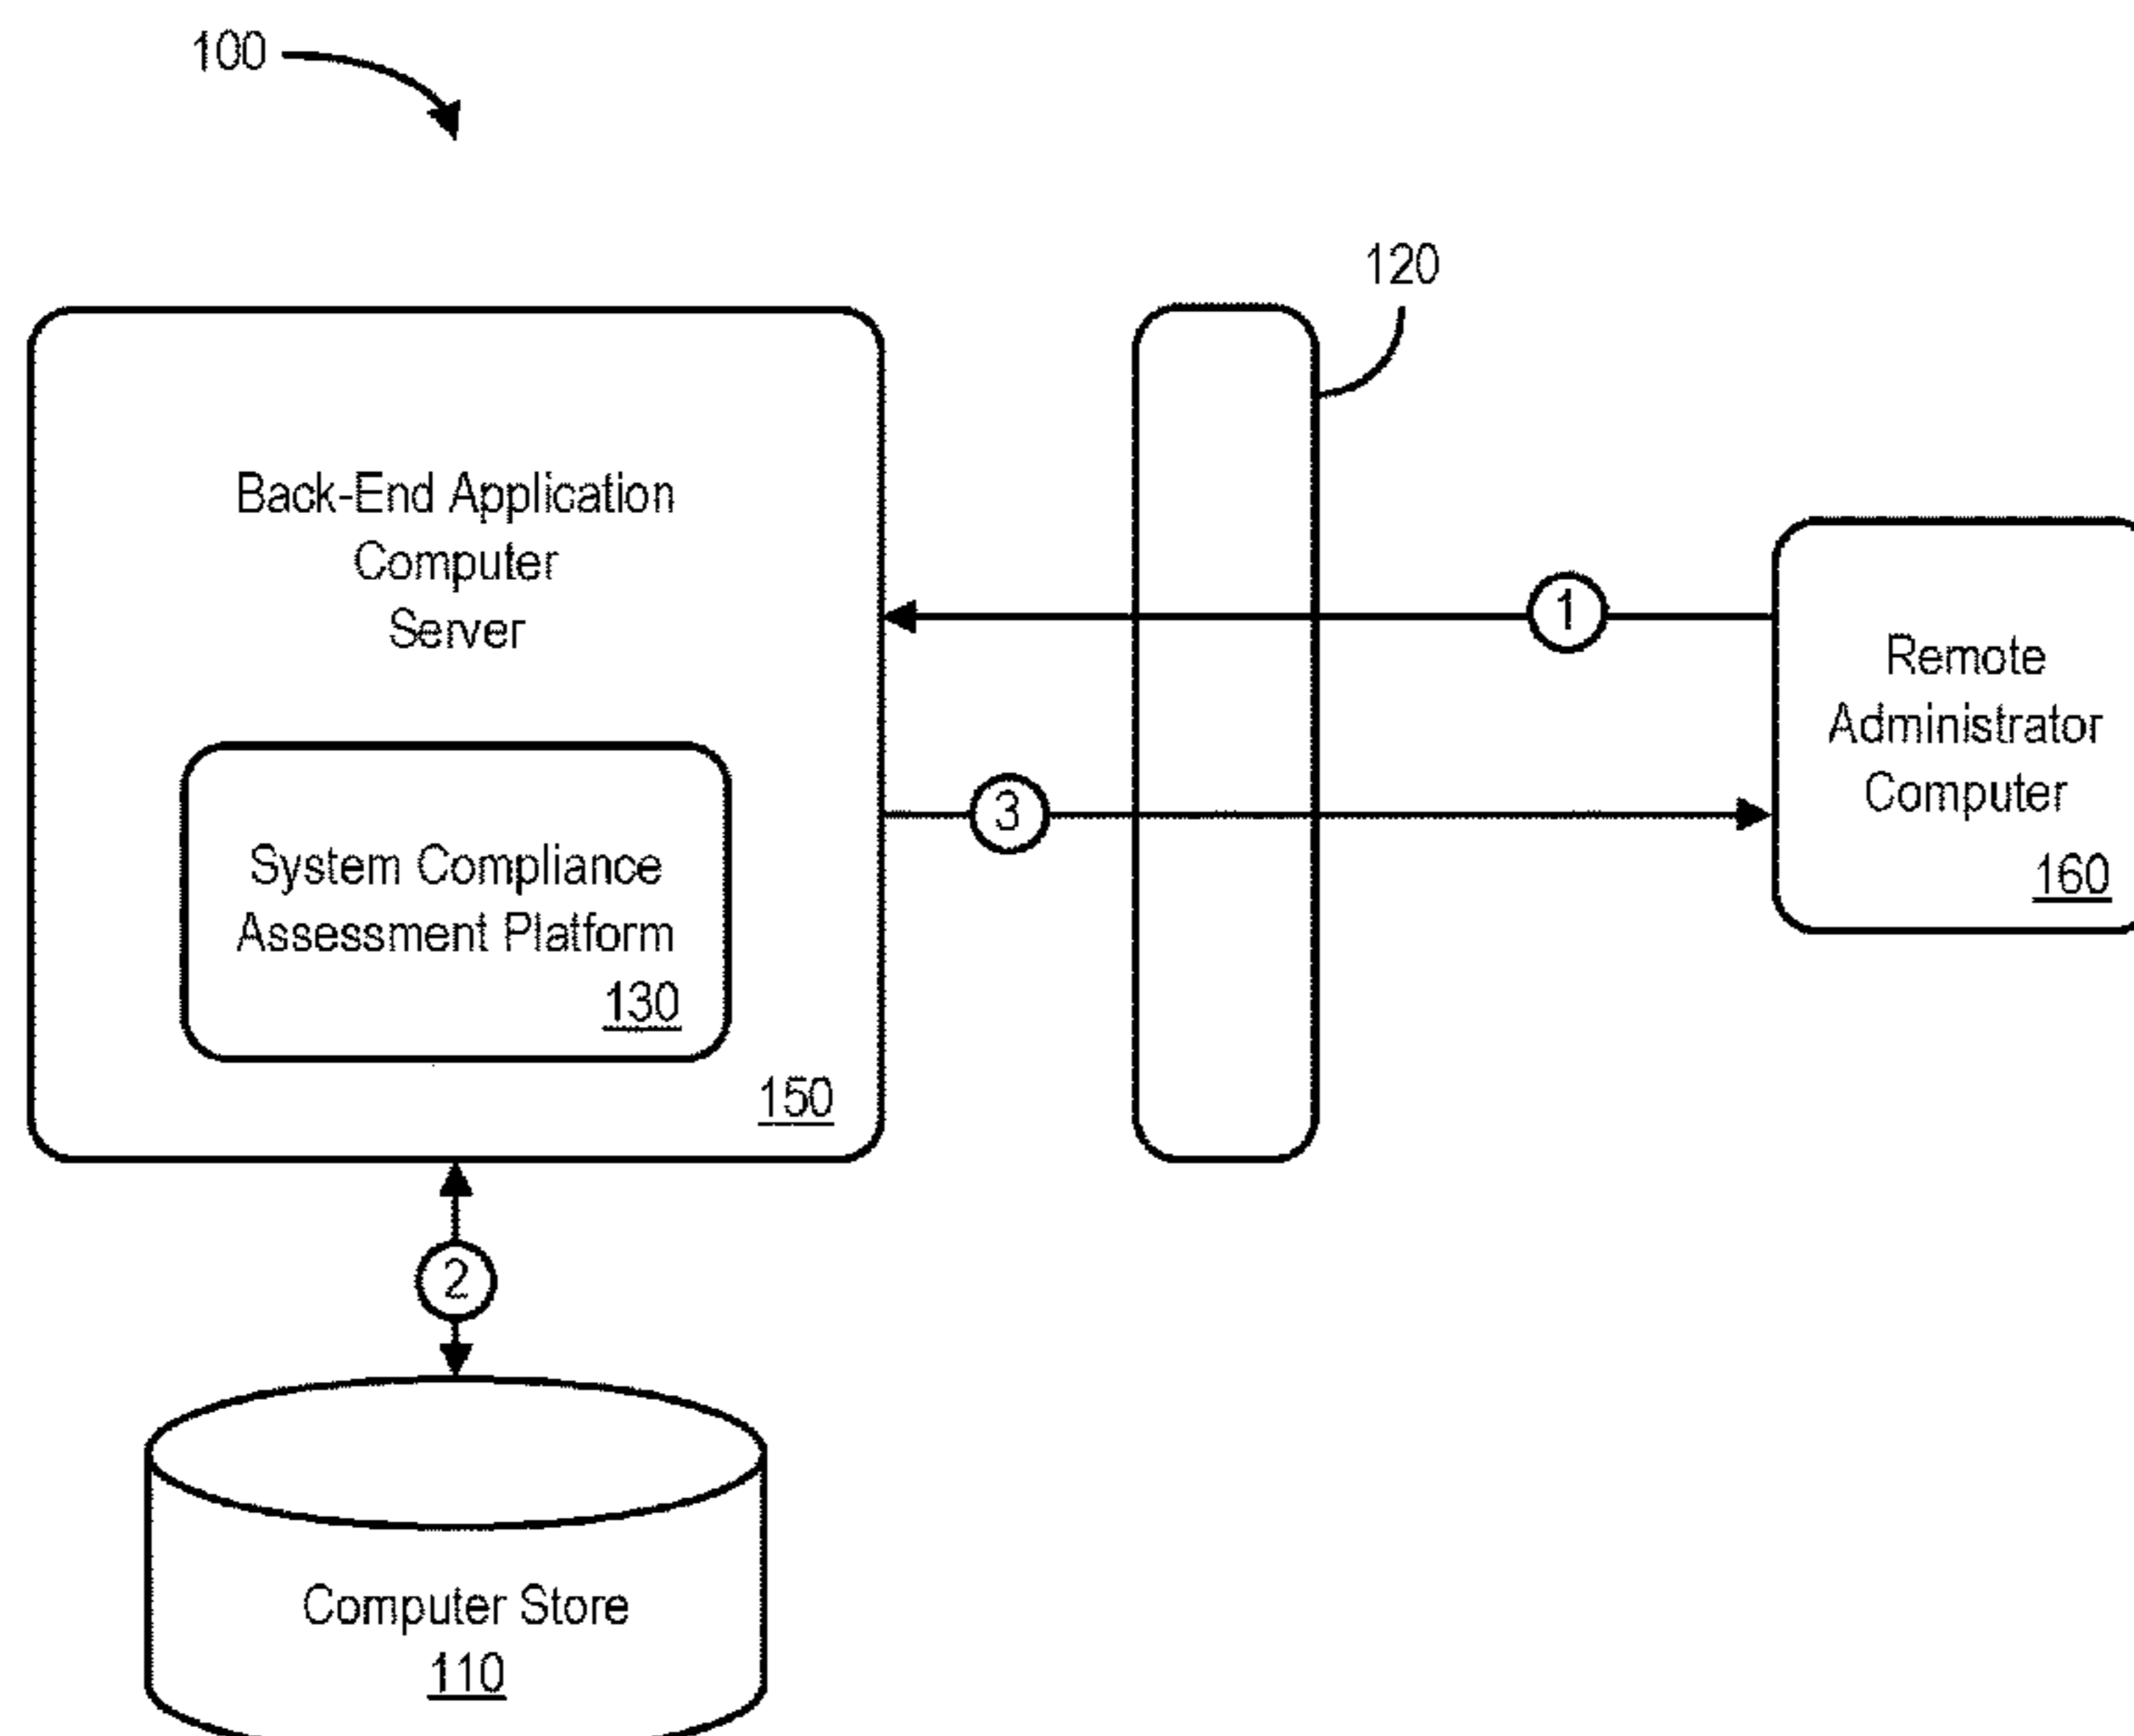 100
120
Back-End Application
Computer
Server
1
Remote
Administrator
Computer
160
3
System Compliance
Assessment Platform
130
150
2
Computer Store
110